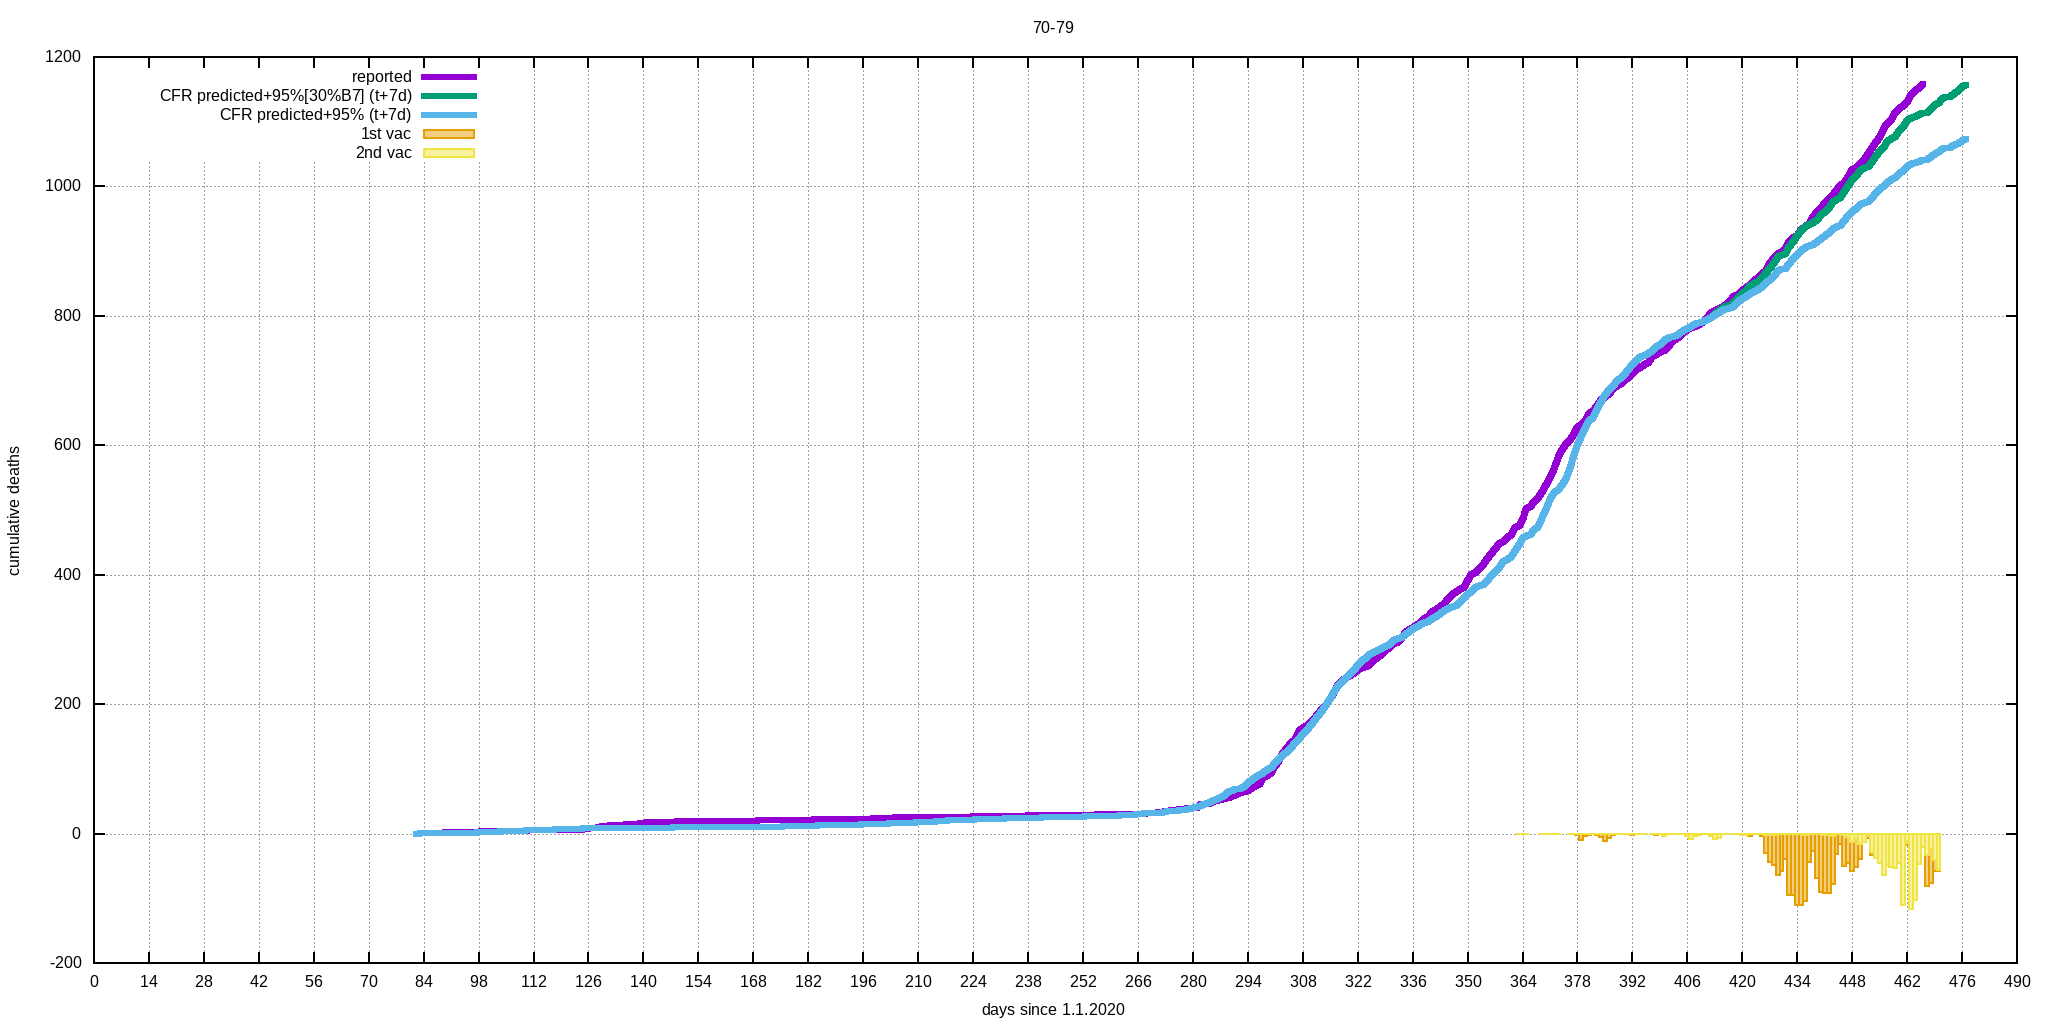 70-79
1200
1000
800
600
400
200
0
-200
cumulative deaths
reported
CFR predicted+95%[30%B7] (t+7d)
CFR predicted+95% (t+7d)
1st vac
2nd vac
0 14 28 42 56 70 84 98 112 126 140 154 168 182 196 210 224 238 252 266 280 294 308 322 336 350 364 378 392 406 420 434 448 462 476 490
days since 1.1.2020